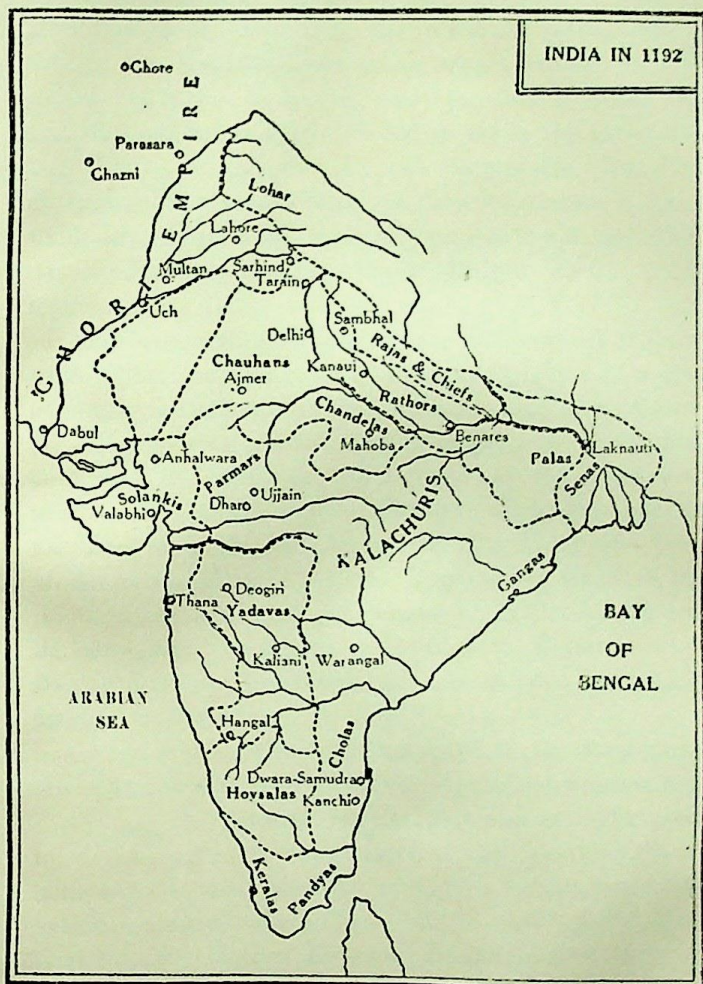 INDIA IN 1192
Ghore
Parasara
Ghazni
GHORI EMPIRE
Lohar
Lahore
Multan
Sarhind
Tarain
Uch
Delhi
Sambhal
Rajas & Chiefs
Chauhans
Kanaui
Ajmer
Rathors
Chandelas
Mahoba
Benares
Dabul
Anhalwara
Parmars
Palas
Laknauti
Senas
Solankis
Ujjain
Valabhi
Dhar
KALACHURIS
Gangas
Deogiri
Thana
Yadavas
BAY
OF
BENGAL
Kaliani
Warangal
ARABIAN
SEA
Hangal
Cholas
Dwara-Samudra
Hoysalas
Kanchi
Keralas
Pandyas